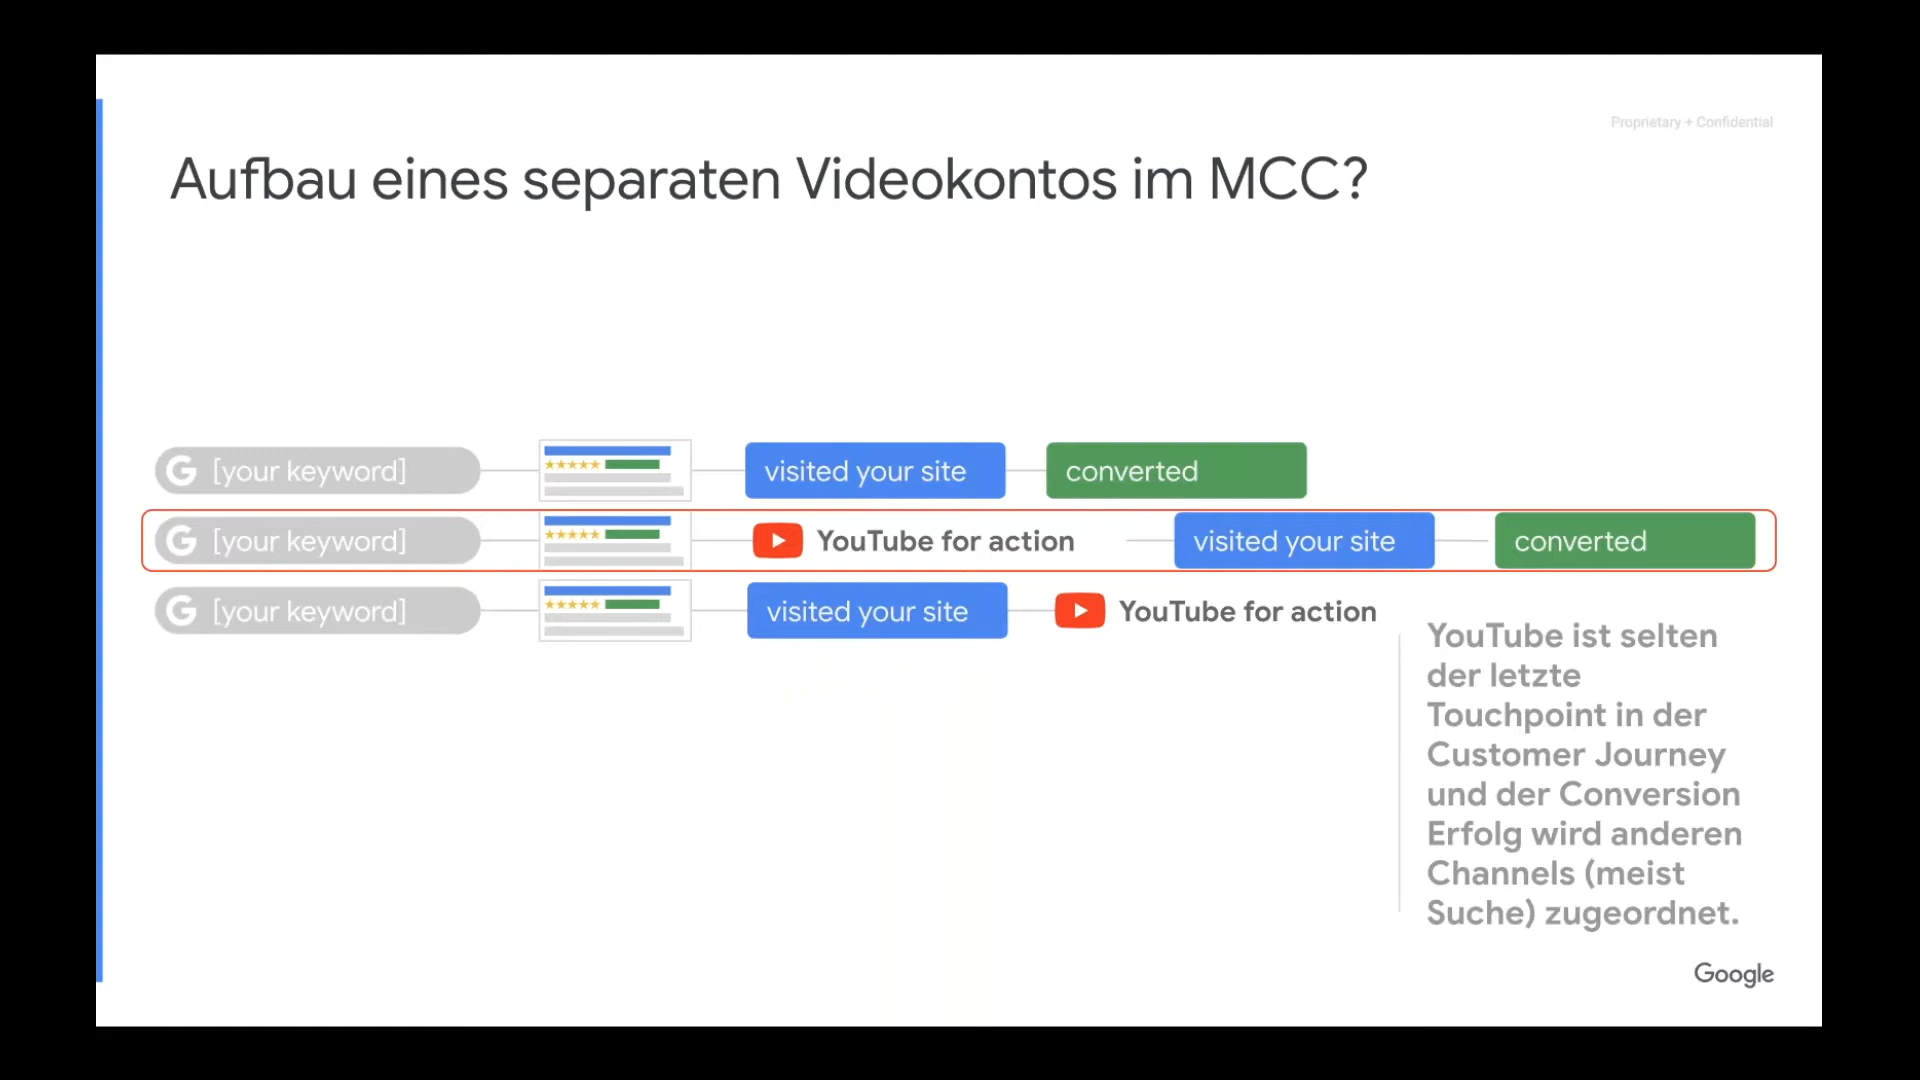 Proprietary + Confidential
Aufbau eines separaten Videokontos im MCC?
G [your keyword] visited your site converted
G [your keyword] YouTube for action visited your site converted
G [your keyword] visited your site YouTube for action
YouTube ist selten
der letzte
Touchpoint in der
Customer Journey
und der Conversion
Erfolg wird anderen
Channels (meist
Suche) zugeordnet.
Google